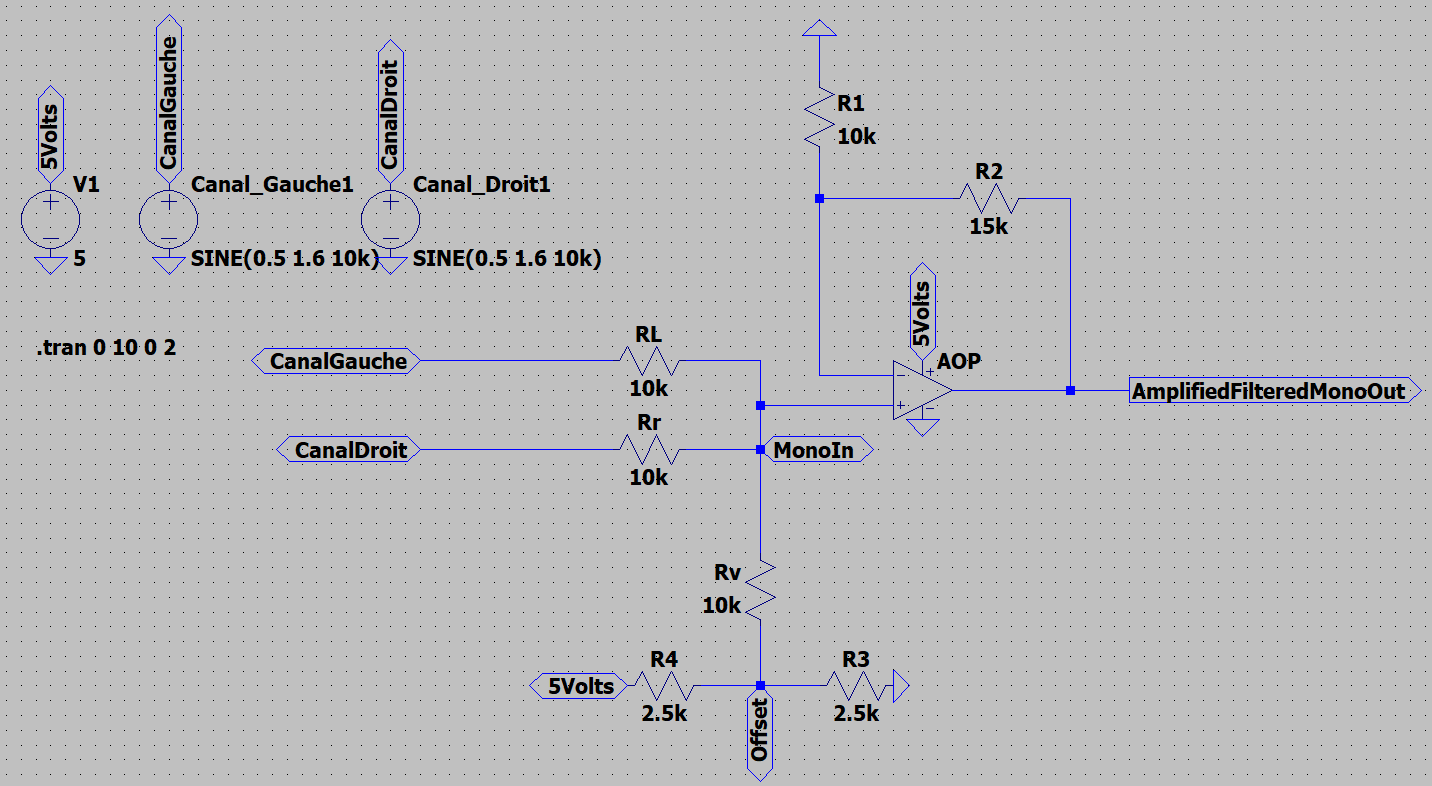 5Volts
V1
5
CanalGauche
Canal_Gauche1
SINE(0.5 1.6 10k)
CanalDroit
Canal_Droit1
SINE(0.5 1.6 10k)
.tran 0 10 0 2
R1
10k
R2
15k
5Volts
AOP
AmplifiedFilteredMonoOut
CanalGauche
RL
10k
CanalDroit
Rr
10k
MonoIn
Rv
10k
5Volts
R4
2.5k
R3
2.5k
Offset